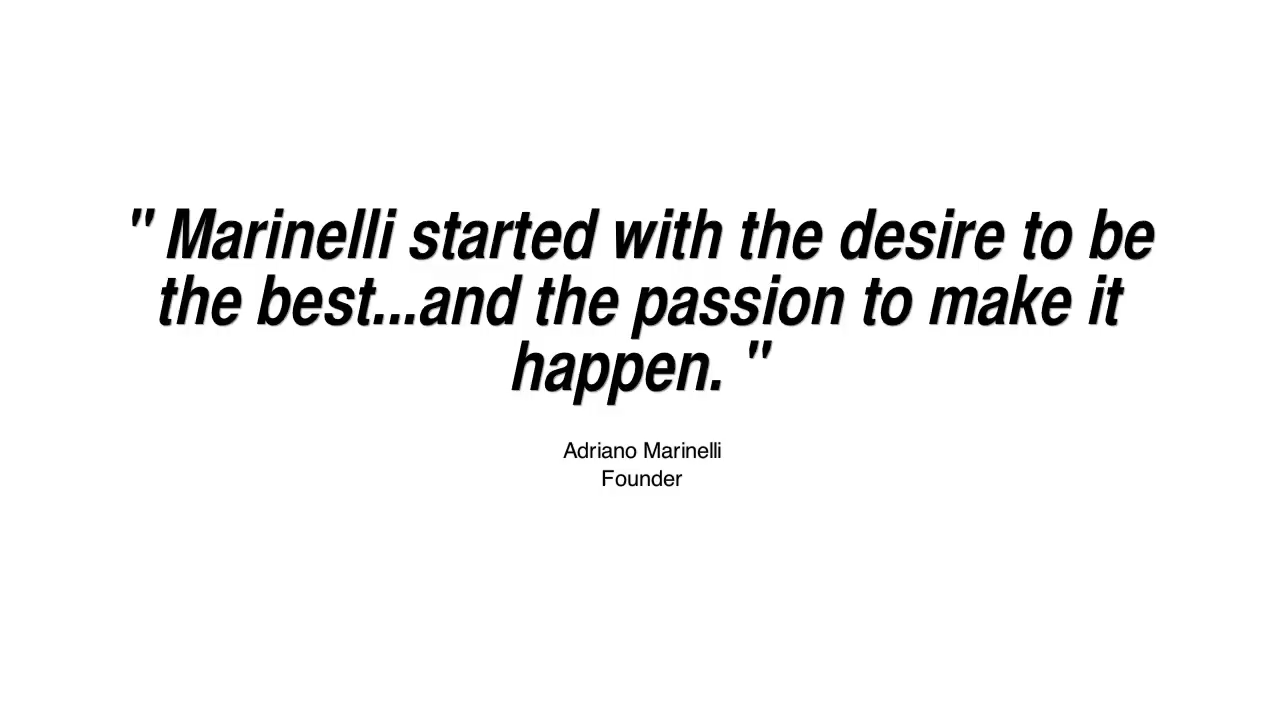 " Marinelli started with the desire to be
the best...and the passion to make it
happen. "
Adriano Marinelli
Founder